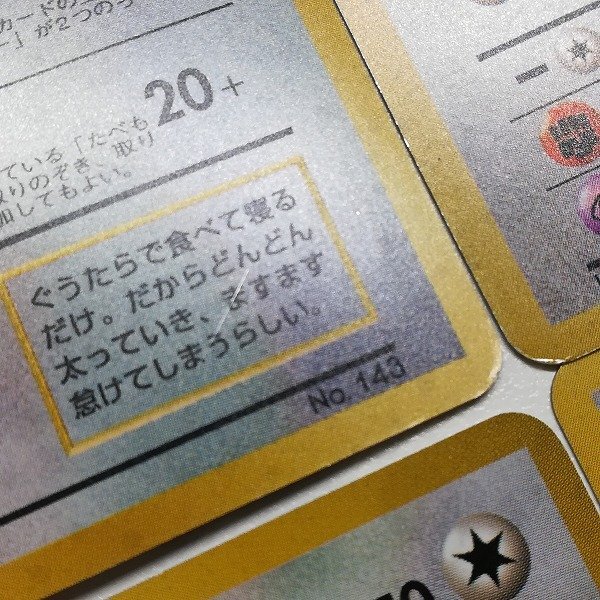 カードの
」が2つのっ
20+
ている「たべも
取りのぞき、取り
加してもよい。
ぐうたらで食べて寝る
だけ。だからどんどん
太っていき、ますます
怠けてしまうらしい。
No. 143
70